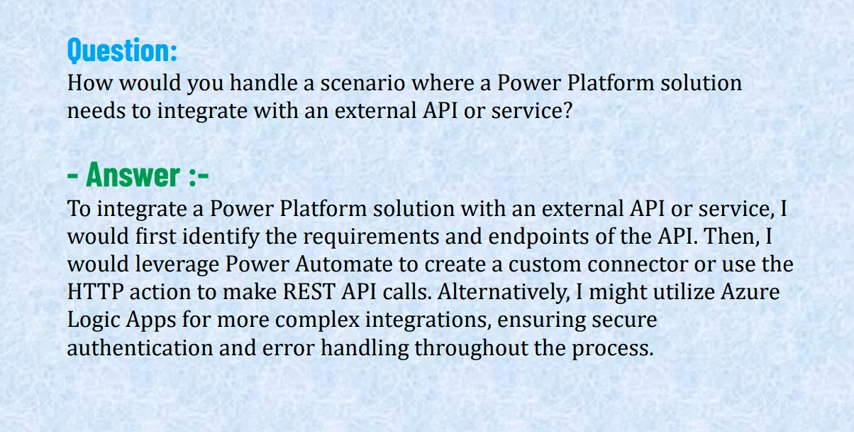 Question:
How would you handle a scenario where a Power Platform solution
needs to integrate with an external API or service?
- Answer :-
To integrate a Power Platform solution with an external API or service, I
would first identify the requirements and endpoints of the API. Then, I
would leverage Power Automate to create a custom connector or use the
HTTP action to make REST API calls. Alternatively, I might utilize Azure
Logic Apps for more complex integrations, ensuring secure
authentication and error handling throughout the process.